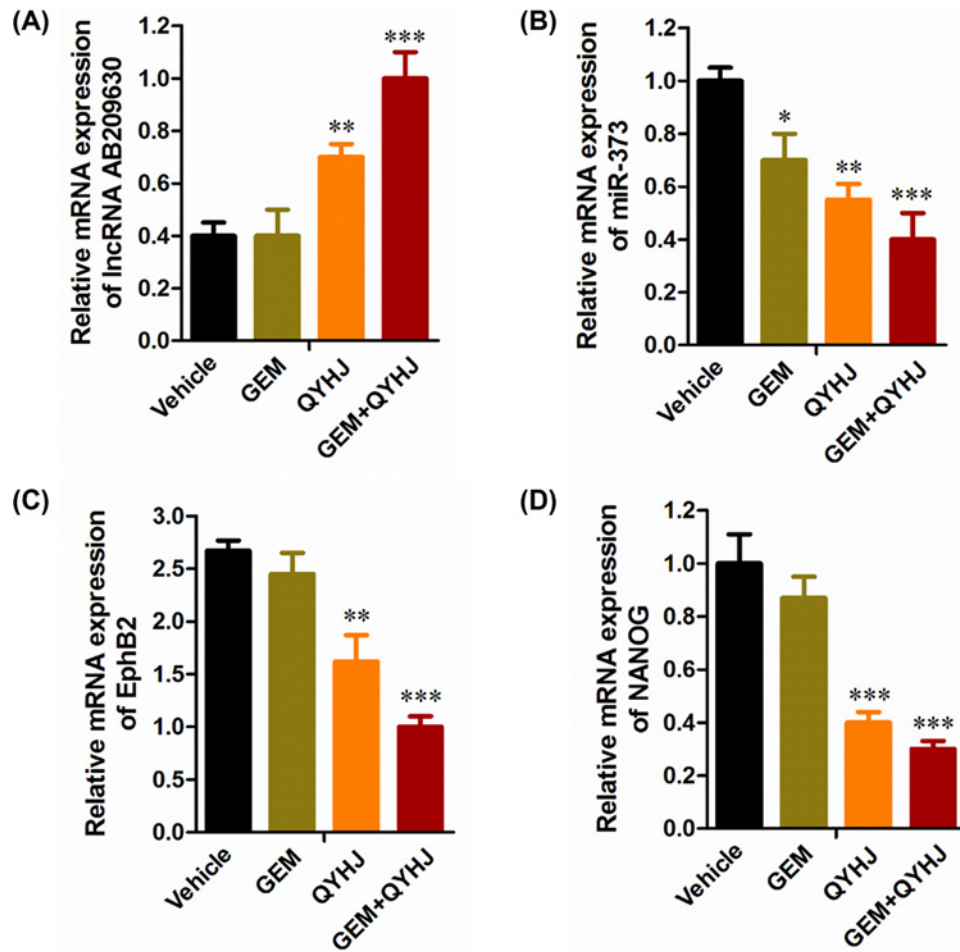 (A)
Relative mRNA expression
of lncRNA AB209630
1.2
1.0
0.8
0.6
0.4
0.2
0.0
**
***
Vehicle
GEM
QYHJ
GEM+QYHJ
(B)
Relative mRNA expression
of miR-373
1.2
1.0
0.8
0.6
0.4
0.2
0.0
*
**
***
Vehicle
GEM
QYHJ
GEM+QYHJ
(C)
Relative mRNA expression
of EphB2
3.0
2.5
2.0
1.5
1.0
0.5
0.0
**
***
Vehicle
GEM
QYHJ
GEM+QYHJ
(D)
Relative mRNA expression
of NANOG
1.2
1.0
0.8
0.6
0.4
0.2
0.0
***
***
Vehicle
GEM
QYHJ
GEM+QYHJ